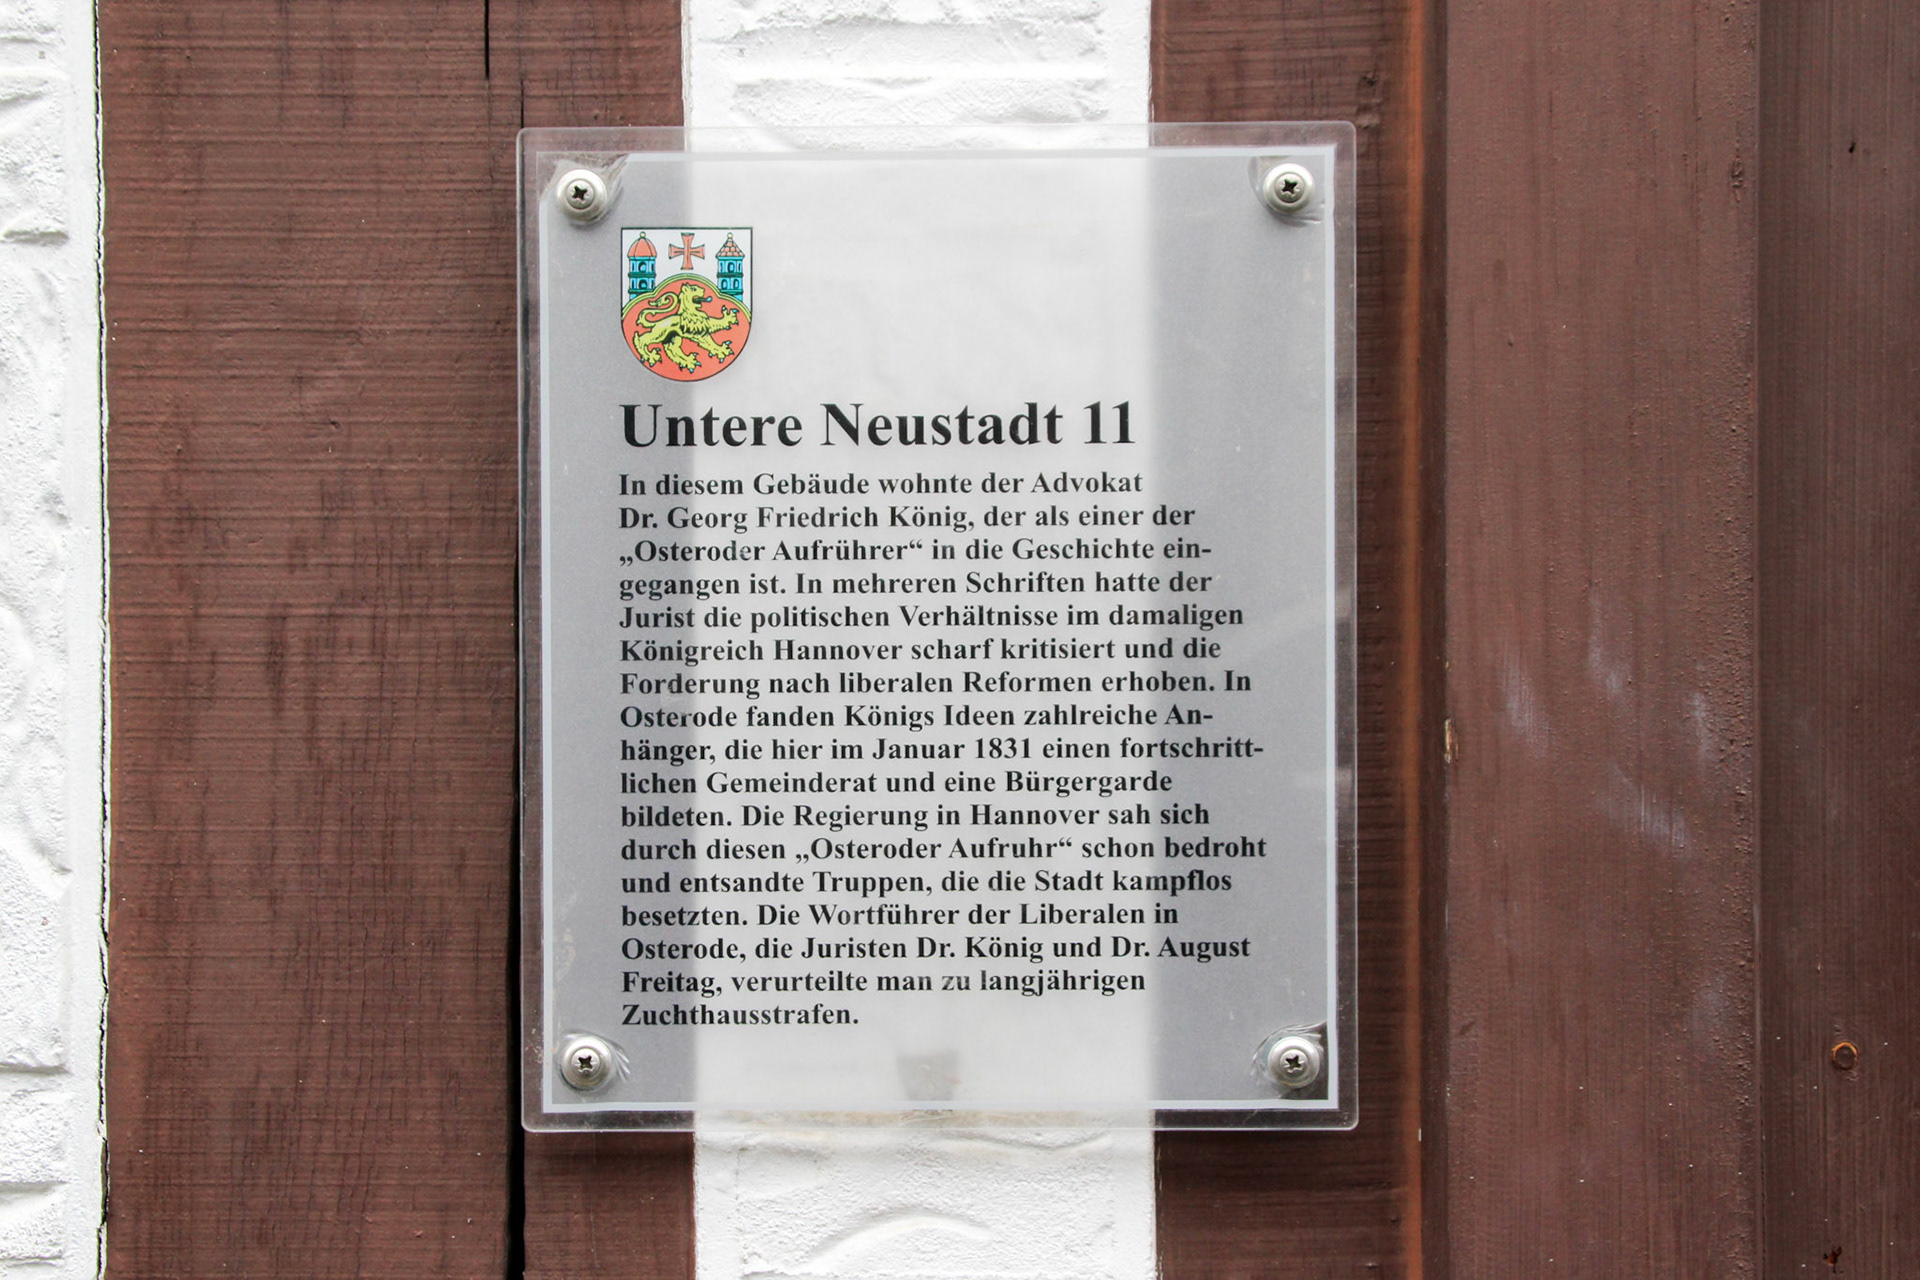 Untere Neustadt 11
In diesem Gebäude wohnte der Advokat
Dr. Georg Friedrich König, der als einer der
„Osteroder Aufrührer“ in die Geschichte ein-
gegangen ist. In mehreren Schriften hatte der
Jurist die politischen Verhältnisse im damaligen
Königreich Hannover scharf kritisiert und die
Forderung nach liberalen Reformen erhoben. In
Osterode fanden Königs Ideen zahlreiche An-
hänger, die hier im Januar 1831 einen fortschritt-
lichen Gemeinderat und eine Bürgergarde
bildeten. Die Regierung in Hannover sah sich
durch diesen „Osteroder Aufruhr“ schon bedroht
und entsandte Truppen, die die Stadt kampflos
besetzten. Die Wortführer der Liberalen in
Osterode, die Juristen Dr. König und Dr. August
Freitag, verurteilte man zu langjährigen
Zuchthausstrafen.